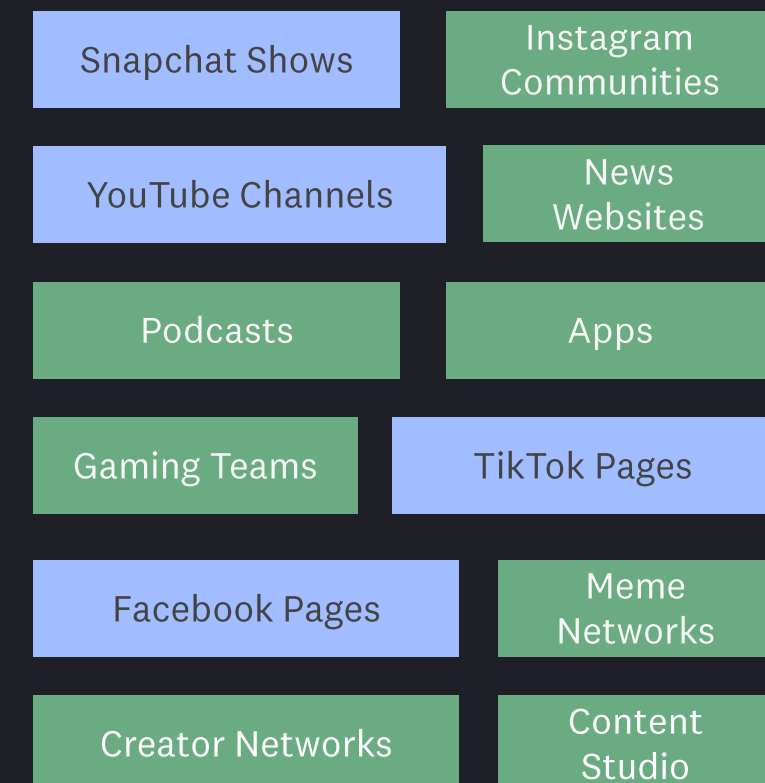 Snapchat Shows
Instagram
Communities
YouTube Channels
News
Websites
Podcasts
Apps
Gaming Teams
TikTok Pages
Facebook Pages
Meme
Networks
Creator Networks
Content
Studio